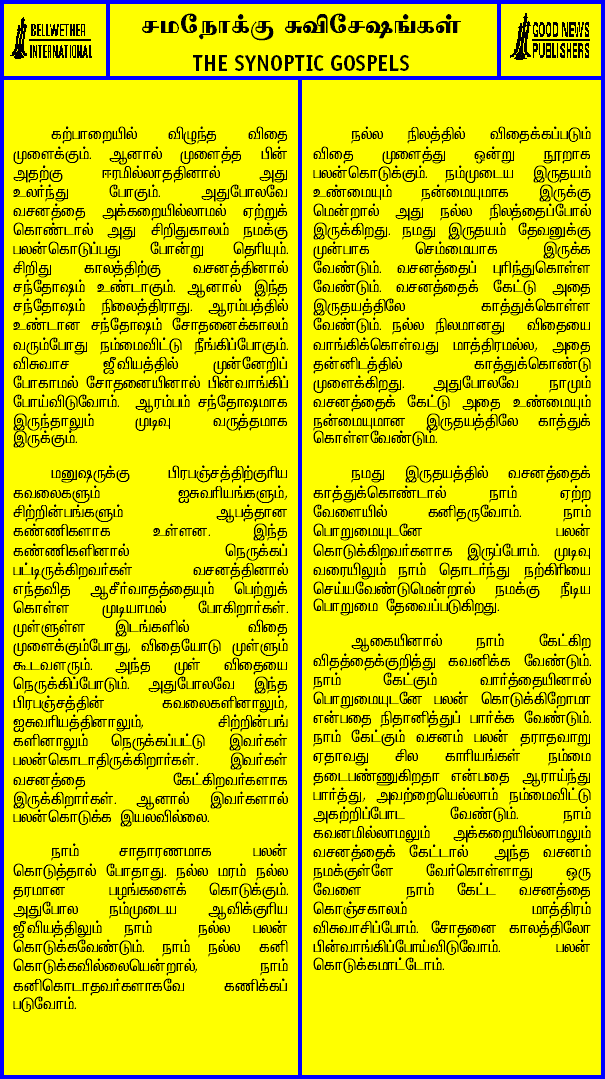 BELLWETHER
INTERNATIONAL
சமநோக்கு சுவிசேஷங்கள்
THE SYNOPTIC GOSPELS
GOOD NEWS
PUBLISHERS
கற்பாறையில் விழுந்த விதை
முளைக்கும். ஆனால் முளைத்த பின்
அதற்கு ஈரமில்லாததினால் அது
உலர்ந்து போகும். அதுபோலவே
வசனத்தை அக்கறையில்லாமல் ஏற்றுக்
கொண்டால் அது சிறிதுகாலம் நமக்கு
பலன்கொடுப்பது போன்று தெரியும்.
சிறிது காலத்திற்கு வசனத்தினால்
சந்தோஷம் உண்டாகும். ஆனால் இந்த
சந்தோஷம் நிலைத்திராது. ஆரம்பத்தில்
உண்டான சந்தோஷம் சோதனைக்காலம்
வரும்போது நம்மைவிட்டு நீங்கிப்போகும்.
விசுவாச ஜீவியத்தில் முன்னேறிப்
போகாமல் சோதனையினால் பின்வாங்கிப்
போய்விடுவோம். ஆரம்பம் சந்தோஷமாக
இருந்தாலும் முடிவு வருத்தமாக
இருக்கும்.
மனுஷருக்கு பிரபஞ்சத்திற்குரிய
கவலைகளும் ஐசுவரியங்களும்,
சிற்றின்பங்களும் ஆபத்தான
கண்ணிகளாக உள்ளன. இந்த
கண்ணிகளினால் நெருக்கப்
பட்டிருக்கிறவர்கள் வசனத்தினால்
எந்தவித ஆசீர்வாதத்தையும் பெற்றுக்
கொள்ள முடியாமல் போகிறார்கள்.
முள்ளுள்ள இடங்களில் விதை
முளைக்கும்போது, விதையோடு முள்ளும்
கூடவளரும். அந்த முள் விதையை
நெருக்கிப்போடும். அதுபோலவே இந்த
பிரபஞ்சத்தின் கவலைகளினாலும்,
ஐசுவரியத்தினாலும், சிற்றின்பங்
களினாலும் நெருக்கப்பட்டு இவர்கள்
பலன்கொடாதிருக்கிறார்கள். இவர்கள்
வசனத்தை கேட்கிறவர்களாக
இருக்கிறார்கள். ஆனால் இவர்களால்
பலன்கொடுக்க இயலவில்லை.
நாம் சாதாரணமாக பலன்
கொடுத்தால் போதாது. நல்ல மரம் நல்ல
தரமான பழங்களைக் கொடுக்கும்.
அதுபோல நம்முடைய ஆவிக்குரிய
ஜீவியத்திலும் நாம் நல்ல பலன்
கொடுக்கவேண்டும். நாம் நல்ல கனி
கொடுக்கவில்லையென்றால், நாம்
கனிகொடாதவர்களாகவே கணிக்கப்
படுவோம்.
நல்ல நிலத்தில் விதைக்கப்படும்
விதை முளைத்து ஒன்று நூறாக
பலன்கொடுக்கும். நம்முடைய இருதயம்
உண்மையும் நன்மையுமாக இருக்கு
மென்றால் அது நல்ல நிலத்தைப்போல்
இருக்கிறது. நமது இருதயம் தேவனுக்கு
முன்பாக செம்மையாக இருக்க
வேண்டும். வசனத்தைப் புரிந்துகொள்ள
வேண்டும். வசனத்தைக் கேட்டு அதை
இருதயத்திலே காத்துக்கொள்ள
வேண்டும். நல்ல நிலமானது விதையை
வாங்கிக்கொள்வது மாத்திரமல்ல, அதை
தன்னிடத்தில் காத்துக்கொண்டு
முளைக்கிறது. அதுபோலவே நாமும்
வசனத்தைக் கேட்டு அதை உண்மையும்
நன்மையுமான இருதயத்திலே காத்துக்
கொள்ளவேண்டும்.
நமது இருதயத்தில் வசனத்தைக்
காத்துக்கொண்டால் நாம் ஏற்ற
வேளையில் கனிதருவோம். நாம்
பொறுமையுடனே பலன்
கொடுக்கிறவர்களாக இருப்போம். முடிவு
வரையிலும் நாம் தொடர்ந்து நற்கிரியை
செய்யவேண்டுமென்றால் நமக்கு நீடிய
பொறுமை தேவைப்படுகிறது.
ஆகையினால் நாம் கேட்கிற
விதத்தைக்குறித்து கவனிக்க வேண்டும்.
நாம் கேட்கும் வார்த்தையினால்
பொறுமையுடனே பலன் கொடுக்கிறோமா
என்பதை நிதானித்துப் பார்க்க வேண்டும்.
நாம் கேட்கும் வசனம் பலன் தராதவாறு
ஏதாவது சில காரியங்கள் நம்மை
தடைபண்ணுகிறதா என்பதை ஆராய்ந்து
பார்த்து, அவற்றையெல்லாம் நம்மைவிட்டு
அகற்றிப்போட வேண்டும். நாம்
கவனமில்லாமலும் அக்கறையில்லாமலும்
வசனத்தைக் கேட்டால் அந்த வசனம்
நமக்குள்ளே வேர்கொள்ளாது ஒரு
வேளை நாம் கேட்ட வசனத்தை
கொஞ்சகாலம் மாத்திரம்
விசுவாசிப்போம். சோதனை காலத்திலோ
பின்வாங்கிப்போய்விடுவோம். பலன்
கொடுக்கமாட்டோம்.